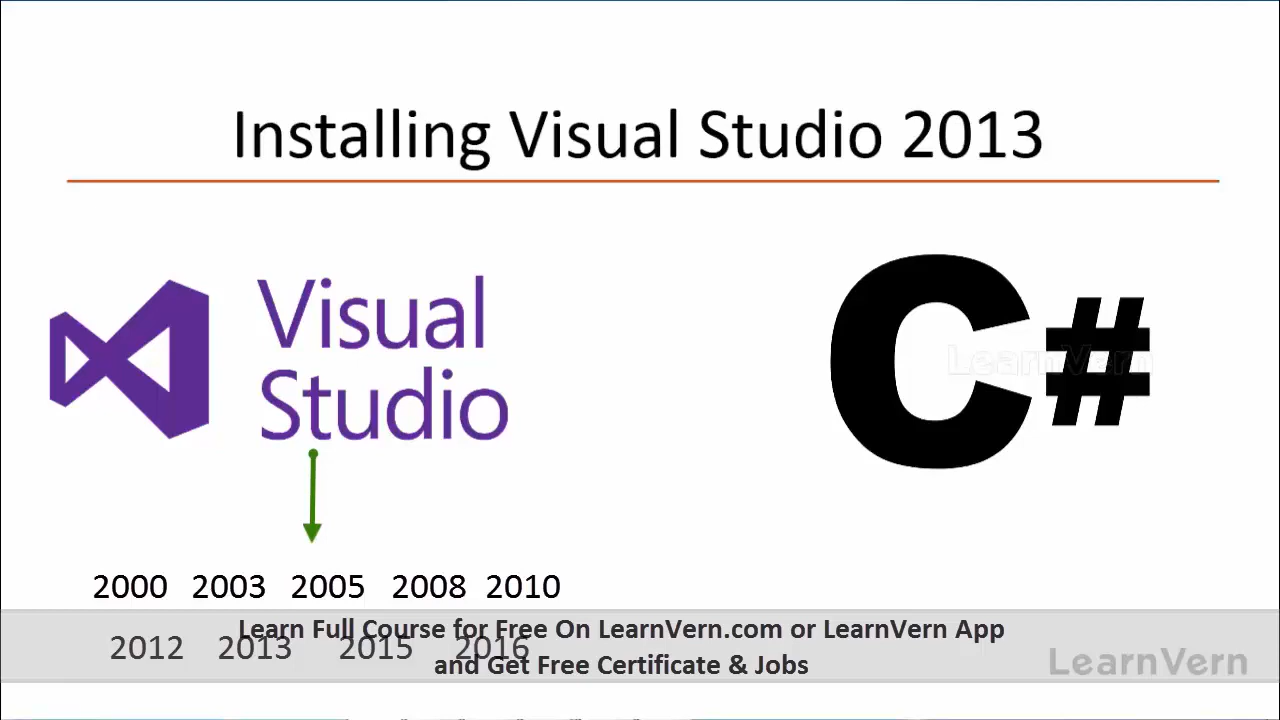 Installing Visual Studio 2013
Visual
Studio
C#
LearnVern
2000 2003 2005 2008 2010
Learn Full Course for Free On LearnVern.com or LearnVern App
2012 2013 2015 2016
and Get Free Certificate & Jobs
LearnVern